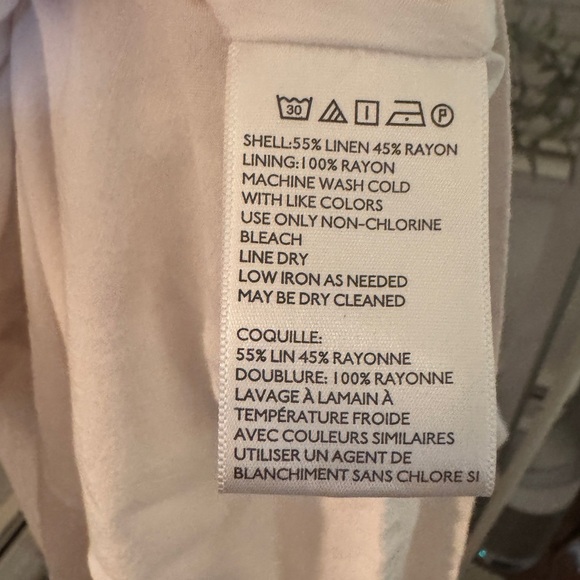 30 P
SHELL:55% LINEN 45% RAYON
LINING:100% RAYON
MACHINE WASH COLD
WITH LIKE COLORS
USE ONLY NON-CHLORINE
BLEACH
LINE DRY
LOW IRON AS NEEDED
MAY BE DRY CLEANED
COQUILLE:
55% LIN 45% RAYONNE
DOUBLURE: 100% RAYONNE
LAVAGE À LAMAIN À
TEMPÉRATURE FROIDE
AVEC COULEURS SIMILAIRES
UTILISER UN AGENT DE
BLANCHIMENT SANS CHLORE SI